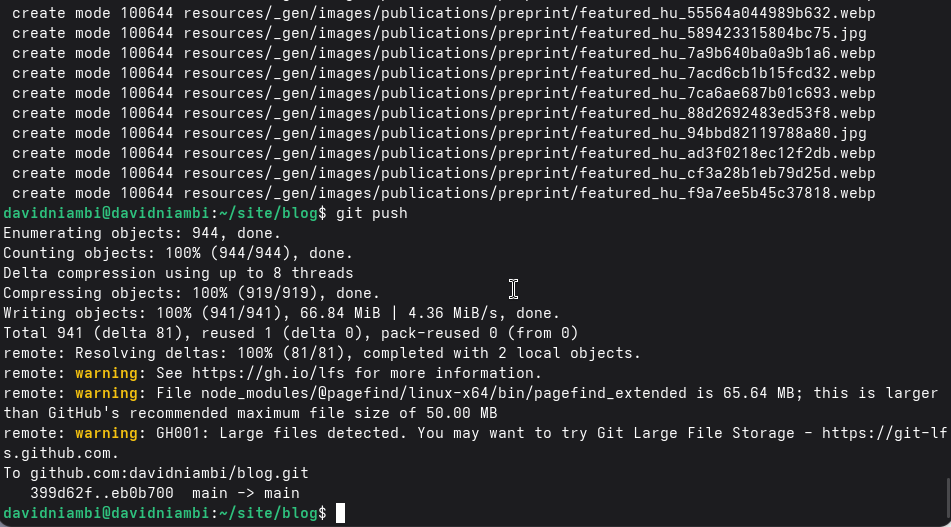 create mode 100644 resources/_gen/images/publications/preprint/featured_hu_55564a044989b632.webp
create mode 100644 resources/_gen/images/publications/preprint/featured_hu_589423315804bc75.jpg
create mode 100644 resources/_gen/images/publications/preprint/featured_hu_7a9b640ba0a9b1a6.webp
create mode 100644 resources/_gen/images/publications/preprint/featured_hu_7acd6cb1b15fcd32.webp
create mode 100644 resources/_gen/images/publications/preprint/featured_hu_7ca6ae687b01c693.webp
create mode 100644 resources/_gen/images/publications/preprint/featured_hu_88d2692483ed53f8.webp
create mode 100644 resources/_gen/images/publications/preprint/featured_hu_94bbd82119788a80.jpg
create mode 100644 resources/_gen/images/publications/preprint/featured_hu_ad3f0218ec12f2db.webp
create mode 100644 resources/_gen/images/publications/preprint/featured_hu_cf3a28b1eb79d25d.webp
create mode 100644 resources/_gen/images/publications/preprint/featured_hu_f9a7ee5b45c37818.webp
davidniambi@davidniambi:~/site/blog$ git push
Enumerating objects: 944, done.
Counting objects: 100% (944/944), done.
Delta compression using up to 8 threads
Compressing objects: 100% (919/919), done.
Writing objects: 100% (941/941), 66.84 MiB | 4.36 MiB/s, done.
Total 941 (delta 81), reused 1 (delta 0), pack-reused 0 (from 0)
remote: Resolving deltas: 100% (81/81), completed with 2 local objects.
remote: warning: See https://gh.io/lfs for more information.
remote: warning: File node_modules/@pagefind/linux-x64/bin/pagefind_extended is 65.64 MB; this is larger
than GitHub's recommended maximum file size of 50.00 MB
remote: warning: GH001: Large files detected. You may want to try Git Large File Storage - https://git-lf
s.github.com.
To github.com:davidniambi/blog.git
399d62f..eb0b700  main -> main
davidniambi@davidniambi:~/site/blog$